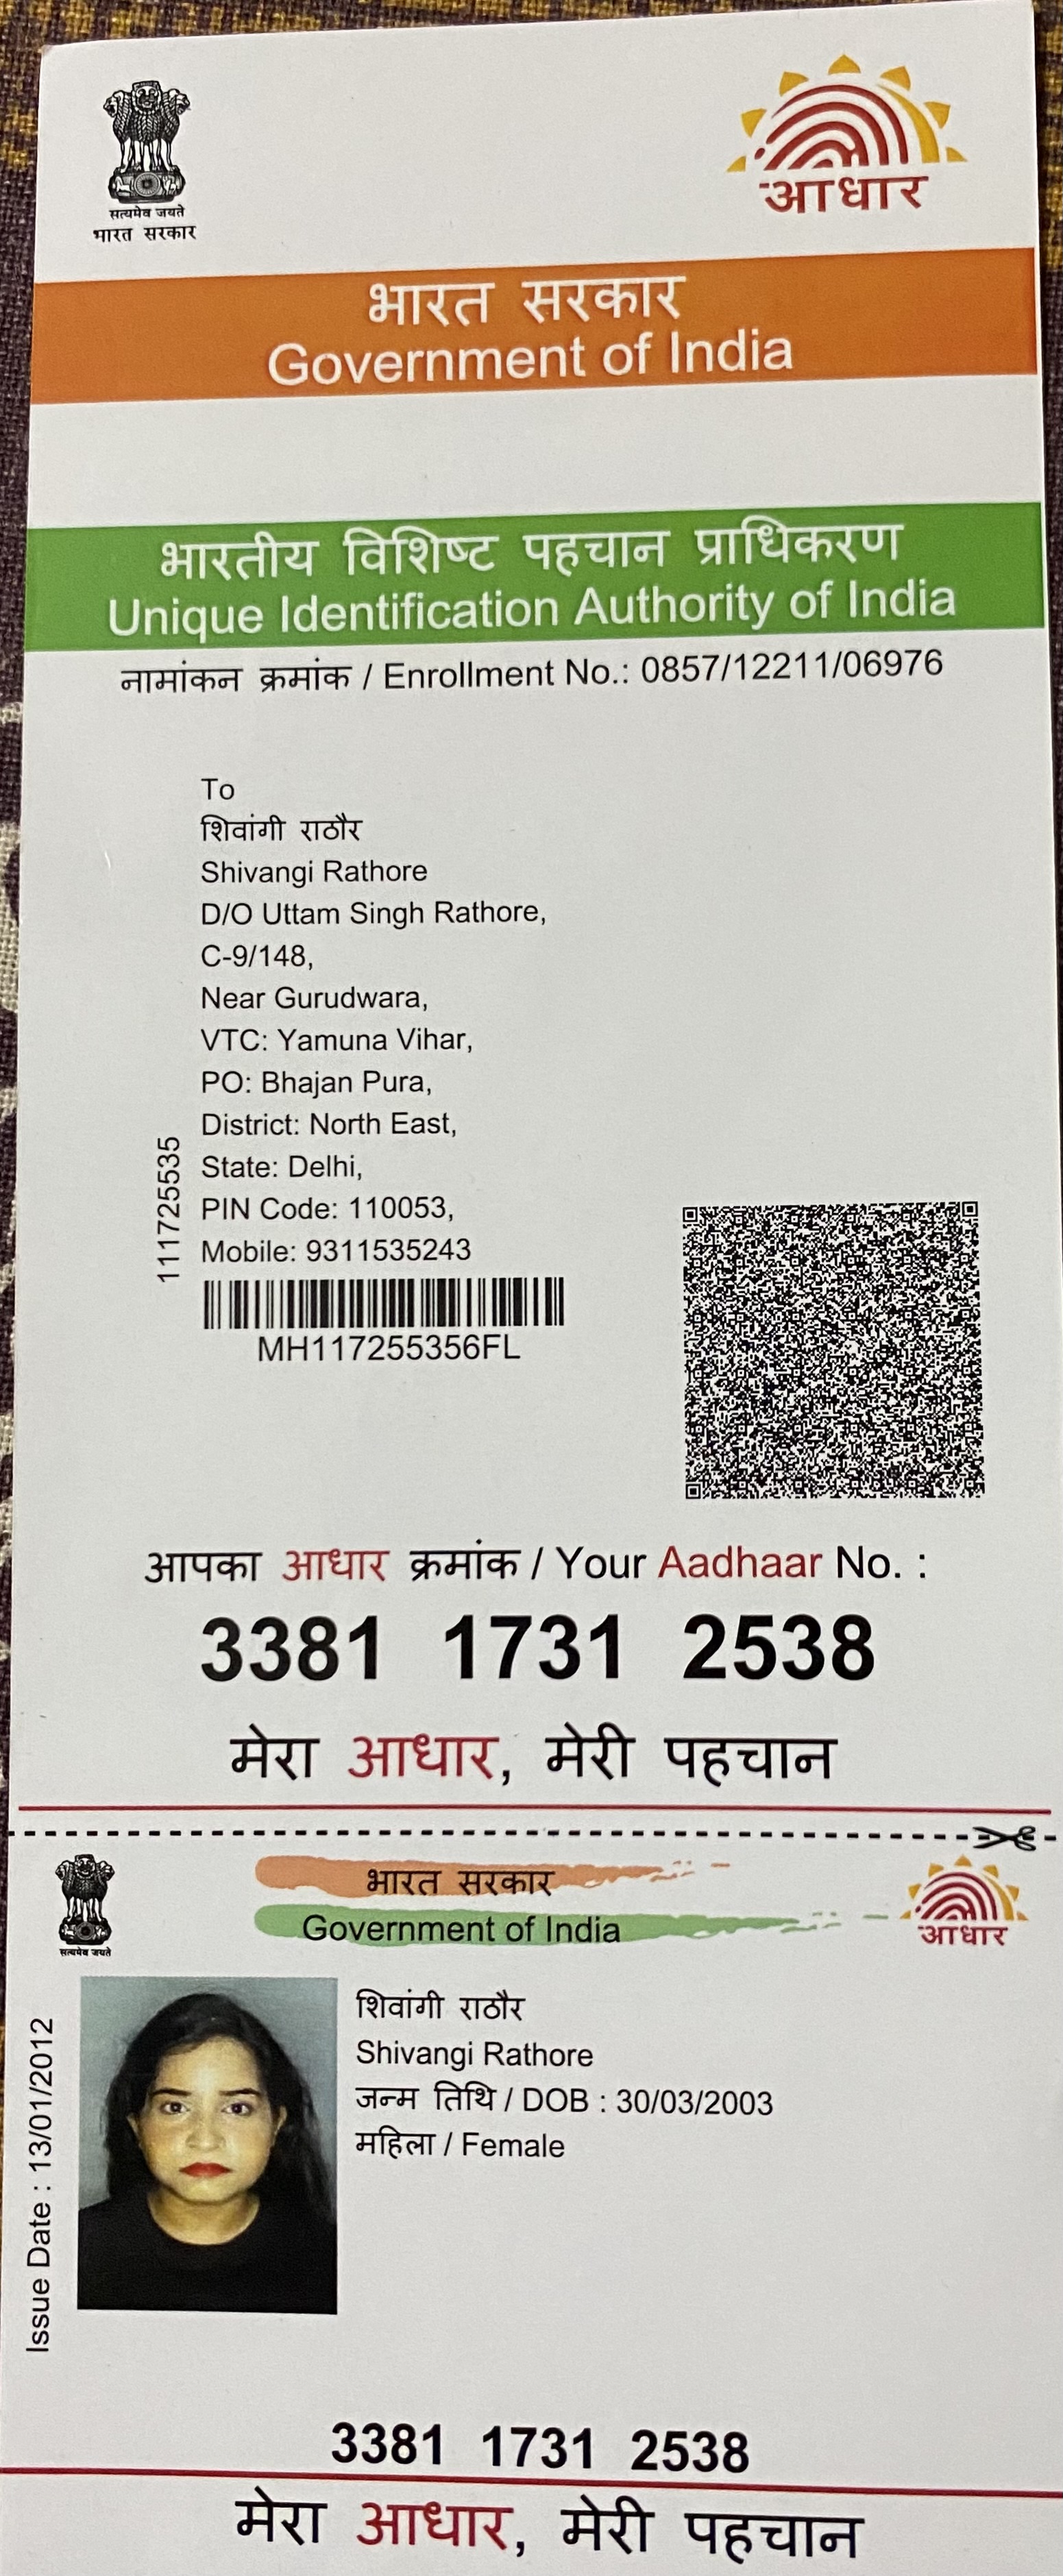 सत्यमेव जयते
भारत सरकार
आधार
भारत सरकार
Government of India
भारतीय विशिष्ट पहचान प्राधिकरण
Unique Identification Authority of India
नामांकन क्रमांक / Enrollment No.: 0857/12211/06976
To
शिवांगी राठौर
Shivangi Rathore
D/O Uttam Singh Rathore,
C-9/148,
Near Gurudwara,
VTC: Yamuna Vihar,
PO: Bhajan Pura,
District: North East,
State: Delhi,
PIN Code: 110053,
Mobile: 9311535243
111725535
MH117255356FL
आपका आधार क्रमांक / Your Aadhaar No. :
3381 1731 2538
मेरा आधार, मेरी पहचान
सत्यमेव जयते
भारत सरकार
Government of India
आधार
Issue Date : 13/01/2012
शिवांगी राठौर
Shivangi Rathore
जन्म तिथि / DOB : 30/03/2003
महिला / Female
3381 1731 2538
मेरा आधार, मेरी पहचान